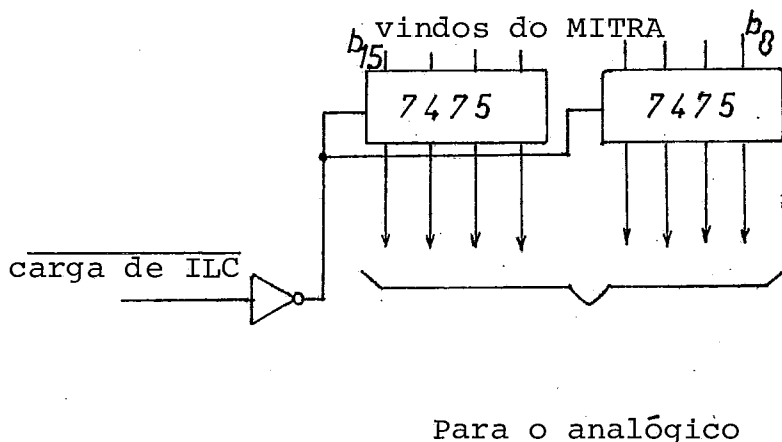 vindos do MITRA
b15 b8
7475 7475
carga de ILC
Para o analógico